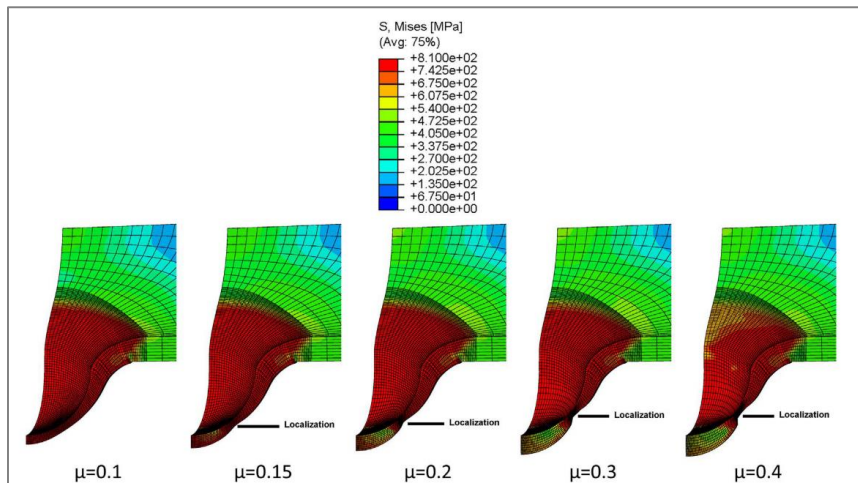 S, Mises [MPa]
(Avg: 75%)
+8.100e+02
+7.425e+02
+6.750e+02
+6.075e+02
+5.400e+02
+4.725e+02
+4.050e+02
+3.375e+02
+2.700e+02
+2.025e+02
+1.350e+02
+6.750e+01
+0.000e+00
Localization
Localization
Localization
Localization
μ=0.1
μ=0.15
μ=0.2
μ=0.3
μ=0.4